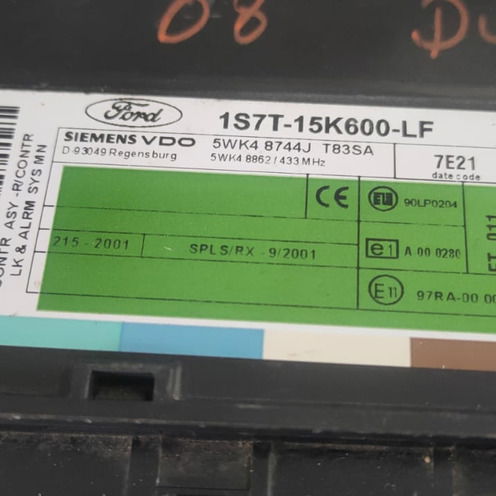 08 Du
Ford
1S7T-15K600-LF
SIEMENS VDO 5WK4 8744J T83SA
D-93049 Regensburg 5WK4 8862 / 433 MHz
7E21
date code
CE
90LP0204
215 - 2001 SPLS/RX - 9/2001
e1 A 00 0280
E11 97RA-00 00
CONTR ASY -R/CONTR
LK & ALRM SYS MN